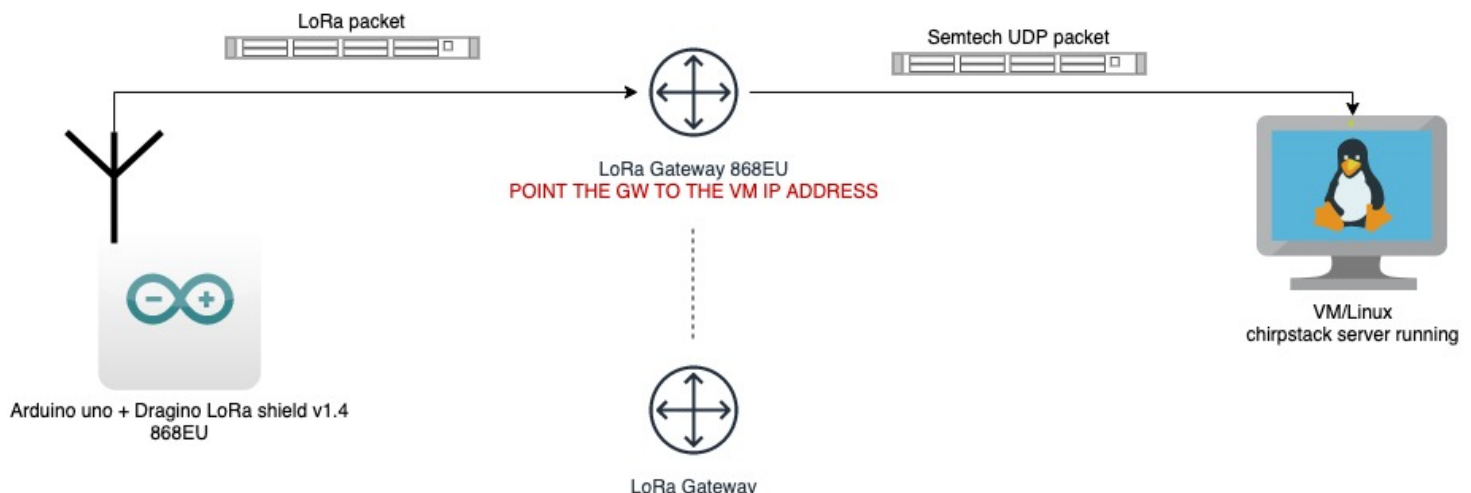 LoRa packet
Semtech UDP packet
LoRa Gateway 868EU
POINT THE GW TO THE VM IP ADDRESS
VM/Linux
chirpstack server running
Arduino uno + Dragino LoRa shield v1.4
868EU
LoRa Gateway